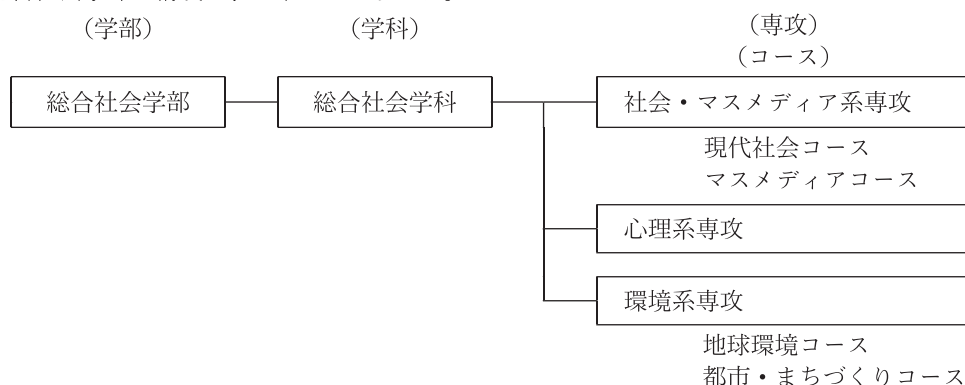 (学部) (学科) (専攻)
(コース)
総合社会学部 総合社会学科 社会・マスメディア系専攻
現代社会コース
マスメディアコース
心理系専攻
環境系専攻
地球環境コース
都市・まちづくりコース